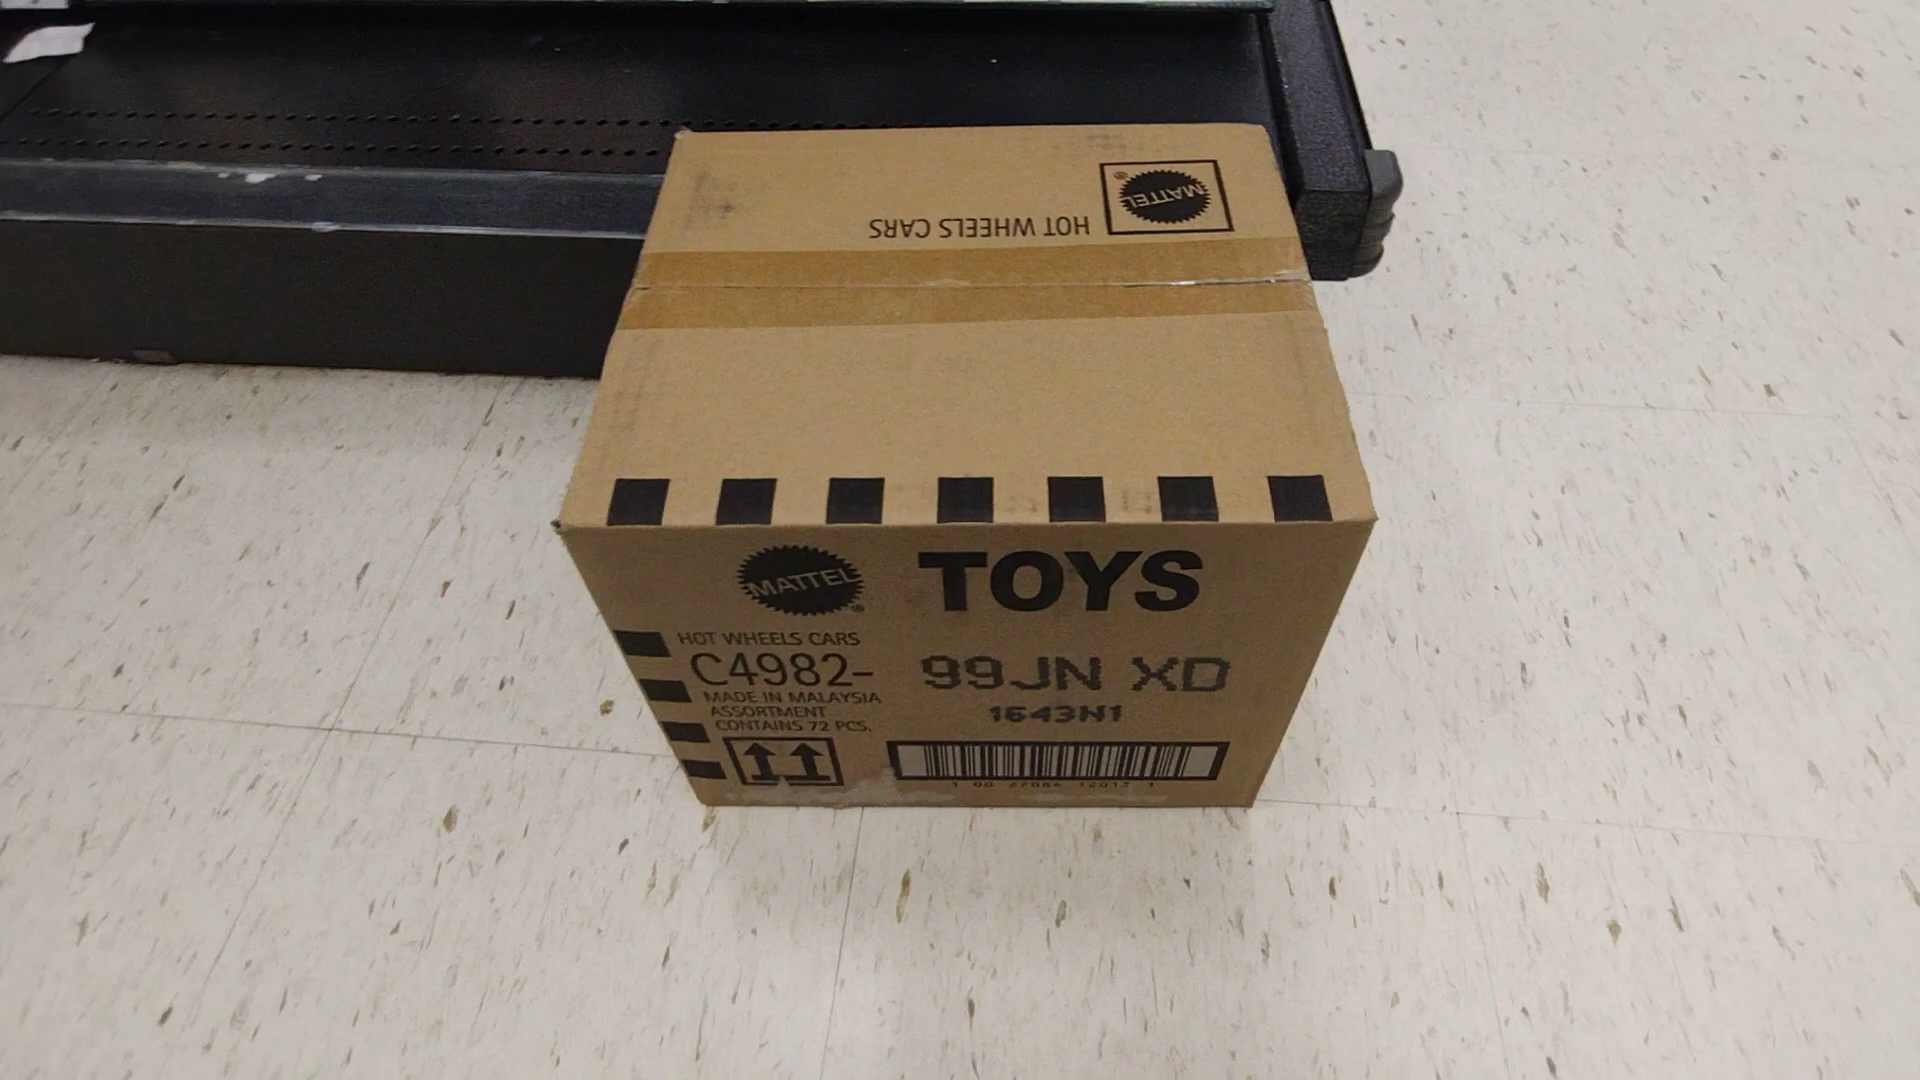 MATTEL
HOT WHEELS CARS
MATTEL TOYS
HOT WHEELS CARS
C4982-
MADE IN MALAYSIA
ASSORTMENT
CONTAINS 72 PCS.
99JN XD
1643N1